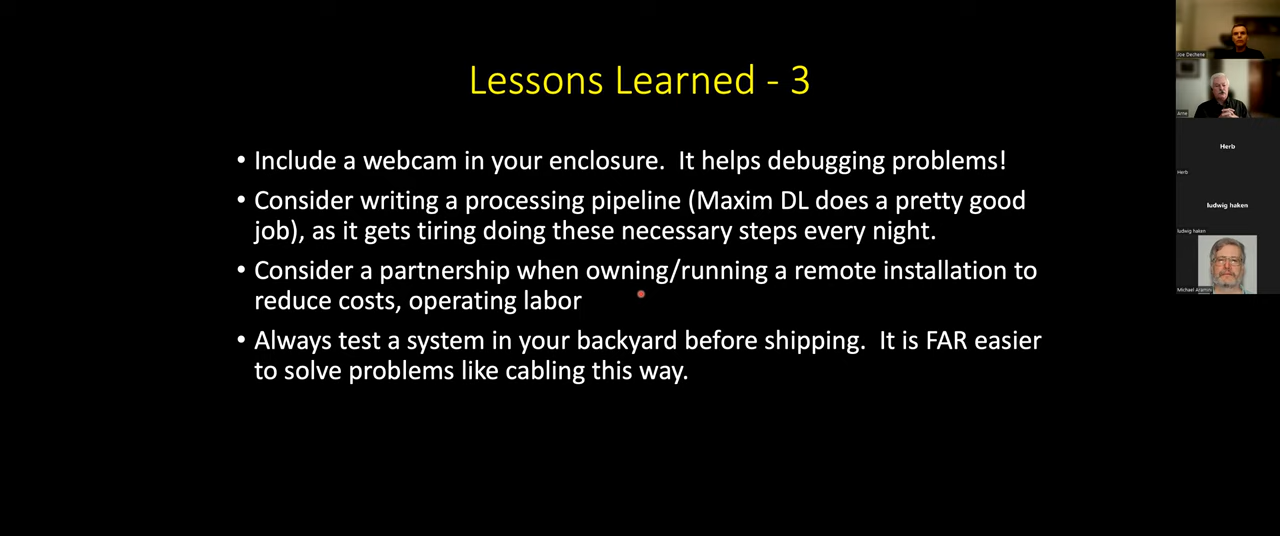 Lessons Learned - 3
• Include a webcam in your enclosure.  It helps debugging problems!
• Consider writing a processing pipeline (Maxim DL does a pretty good
job), as it gets tiring doing these necessary steps every night.
• Consider a partnership when owning/running a remote installation to
reduce costs, operating labor
• Always test a system in your backyard before shipping.  It is FAR easier
to solve problems like cabling this way.
Joe Dechene
Arne
Herb
Herb
ludwig haken
ludwig haken
Michael Aramini